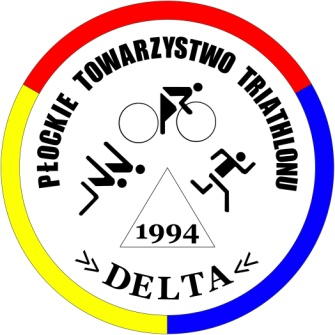 PŁOCKIE TOWARZYSTWO TRIATHLONU
1994
»DELTA«